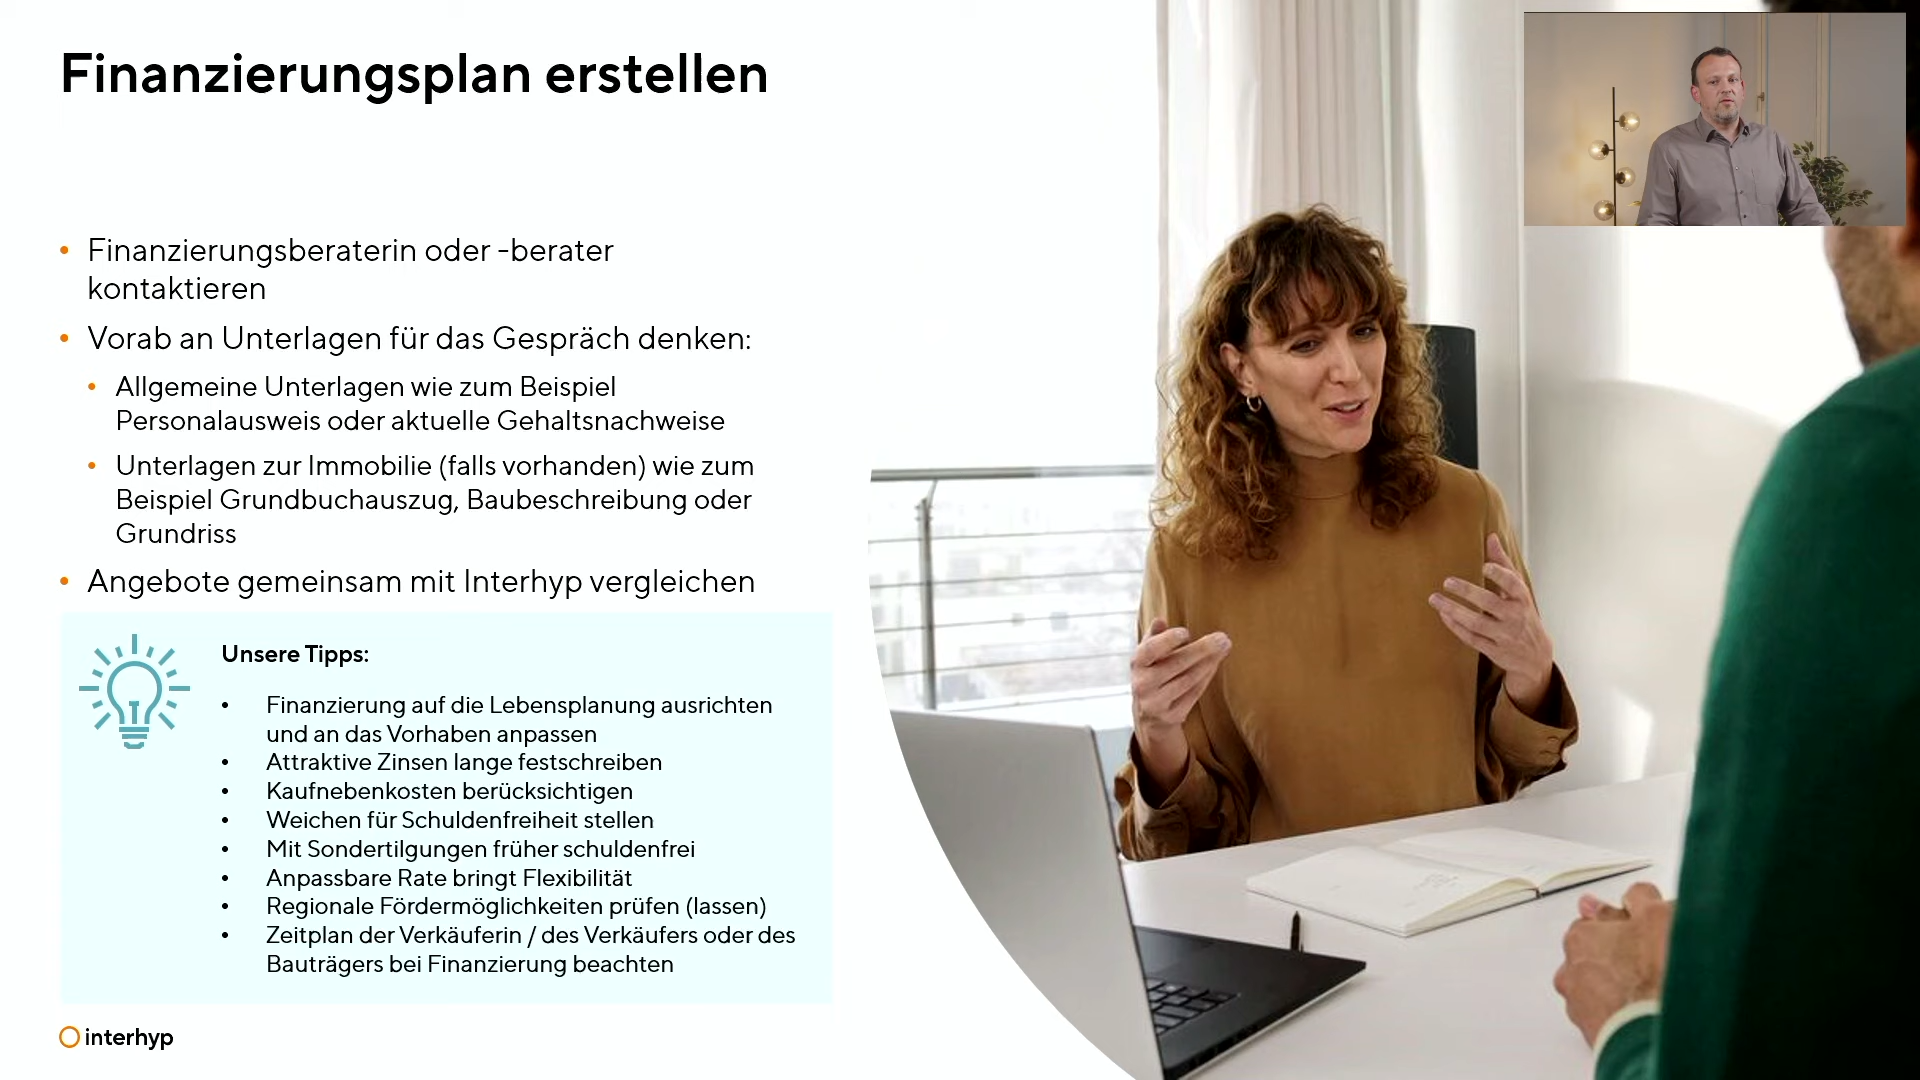 Finanzierungsplan erstellen
• Finanzierungsberaterin oder -berater
kontaktieren
• Vorab an Unterlagen für das Gespräch denken:
• Allgemeine Unterlagen wie zum Beispiel
Personalausweis oder aktuelle Gehaltsnachweise
• Unterlagen zur Immobilie (falls vorhanden) wie zum
Beispiel Grundbuchauszug, Baubeschreibung oder
Grundriss
• Angebote gemeinsam mit Interhyp vergleichen
Unsere Tipps:
• Finanzierung auf die Lebensplanung ausrichten
und an das Vorhaben anpassen
• Attraktive Zinsen lange festschreiben
• Kaufnebenkosten berücksichtigen
• Weichen für Schuldenfreiheit stellen
• Mit Sondertilgungen früher schuldenfrei
• Anpassbare Rate bringt Flexibilität
• Regionale Fördermöglichkeiten prüfen (lassen)
• Zeitplan der Verkäuferin / des Verkäufers oder des
Bauträgers bei Finanzierung beachten
interhyp